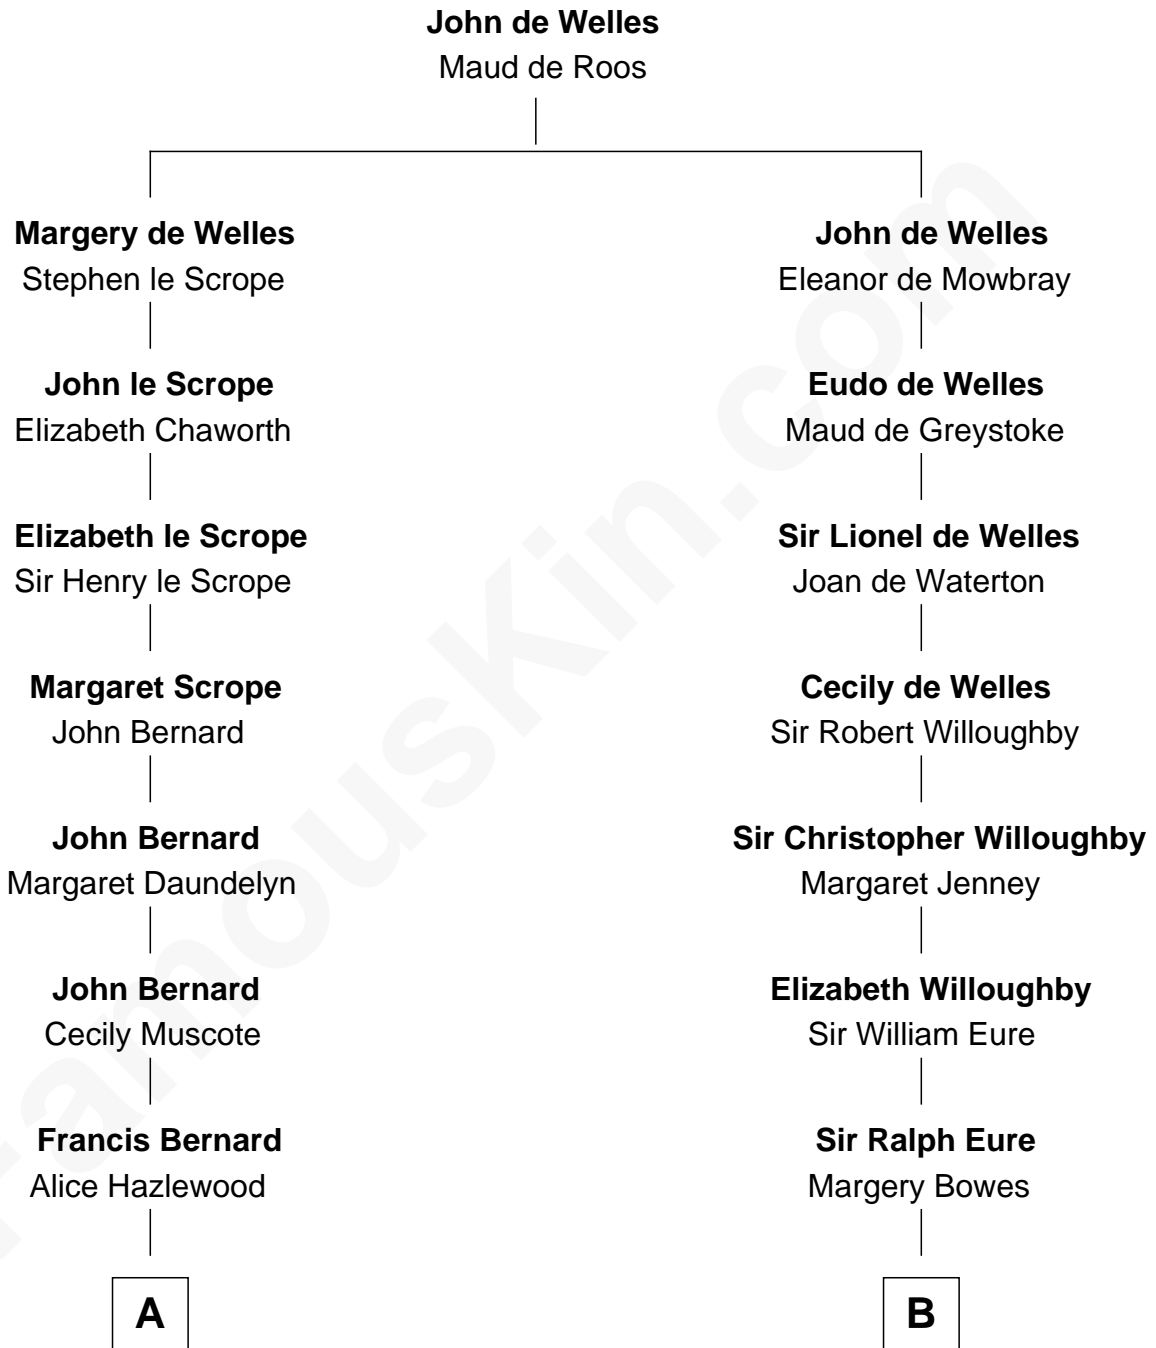 John de Welles
Maud de Roos
Margery de Welles
Stephen le Scrope
John le Scrope
Elizabeth Chaworth
Elizabeth le Scrope
Sir Henry le Scrope
Margaret Scrope
John Bernard
John Bernard
Margaret Daundelyn
John Bernard
Cecily Muscote
Francis Bernard
Alice Hazlewood
A
John de Welles
Eleanor de Mowbray
Eudo de Welles
Maud de Greystoke
Sir Lionel de Welles
Joan de Waterton
Cecily de Welles
Sir Robert Willoughby
Sir Christopher Willoughby
Margaret Jenney
Elizabeth Willoughby
Sir William Eure
Sir Ralph Eure
Margery Bowes
B
FamousKin.com